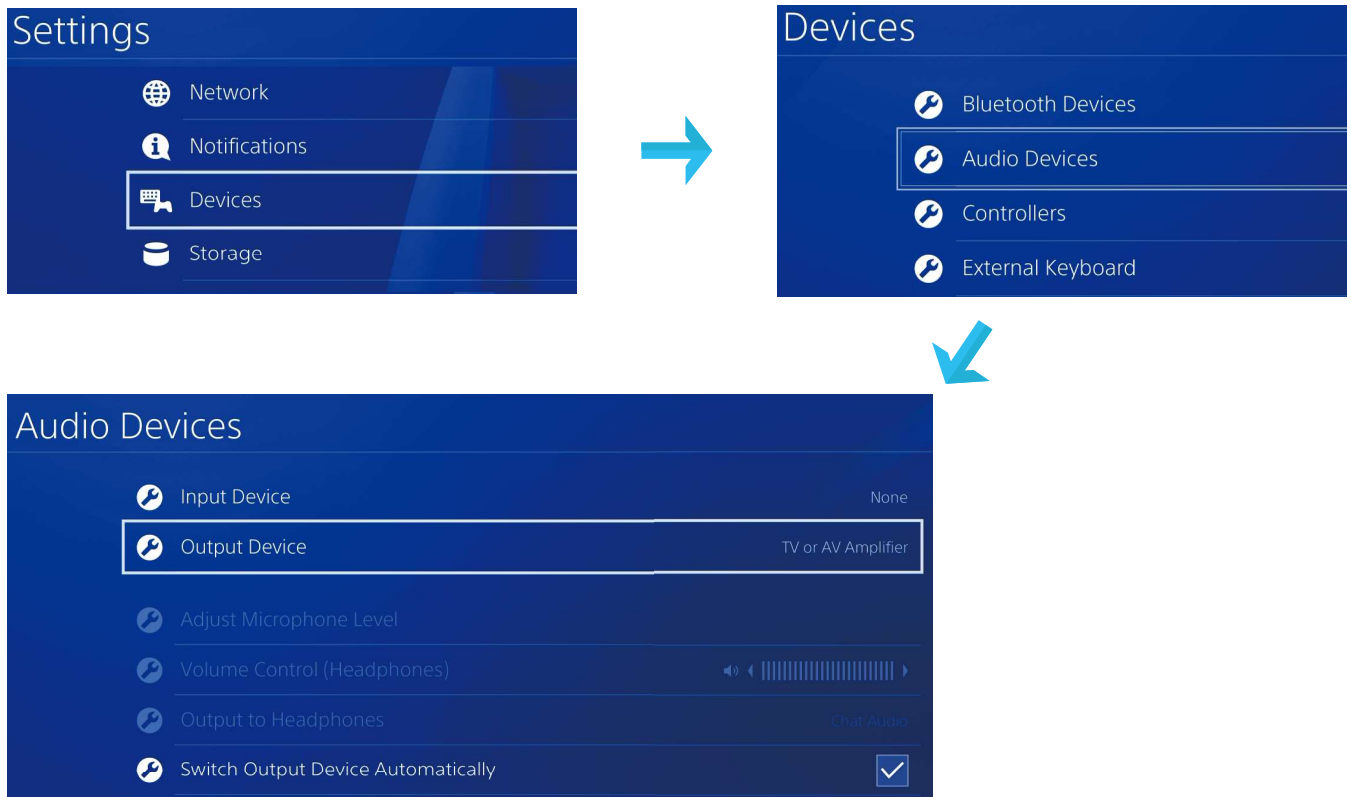 Settings
Network
Notifications
Devices
Storage
Devices
Bluetooth Devices
Audio Devices
Controllers
External Keyboard
Audio Devices
Input Device None
Output Device TV or AV Amplifier
Adjust Microphone Level
Volume Control (Headphones)
Output to Headphones Chat Audio
Switch Output Device Automatically